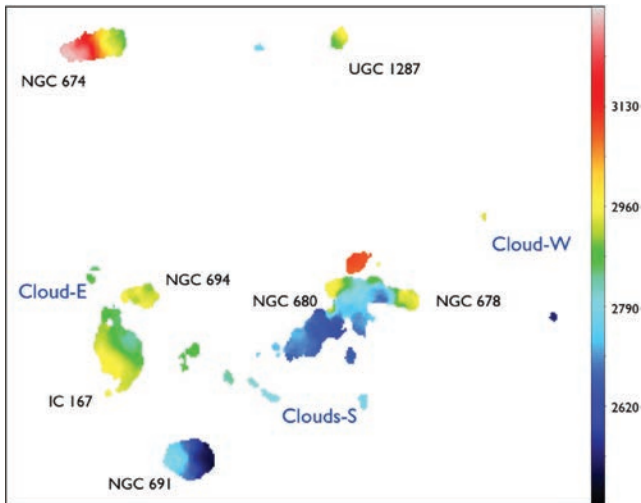 NGC 674
UGC 1287
3130
2960
Cloud-W
Cloud-E
NGC 694
NGC 680
NGC 678
2790
IC 167
Clouds-S
2620
NGC 691